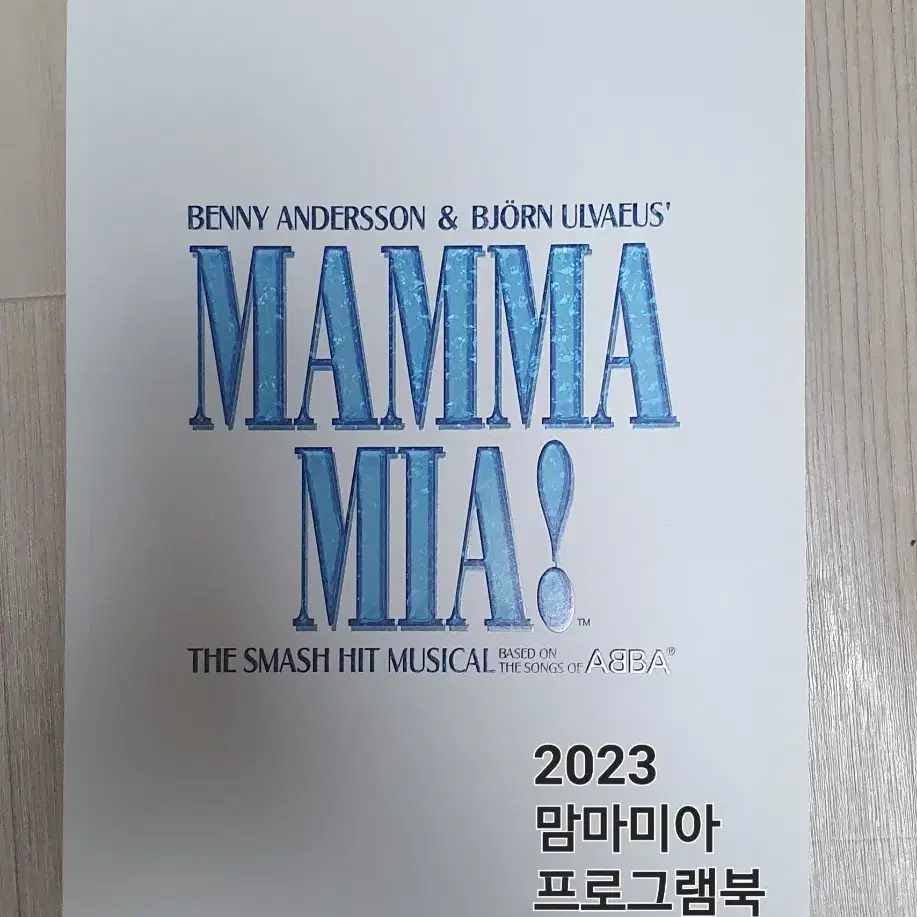 BENNY ANDERSSON & BJÖRN ULVAEUS'
MAMMA
MIA!™
THE SMASH HIT MUSICAL BASED ON THE SONGS OF ABBA®
2023
맘마미아
프로그램북